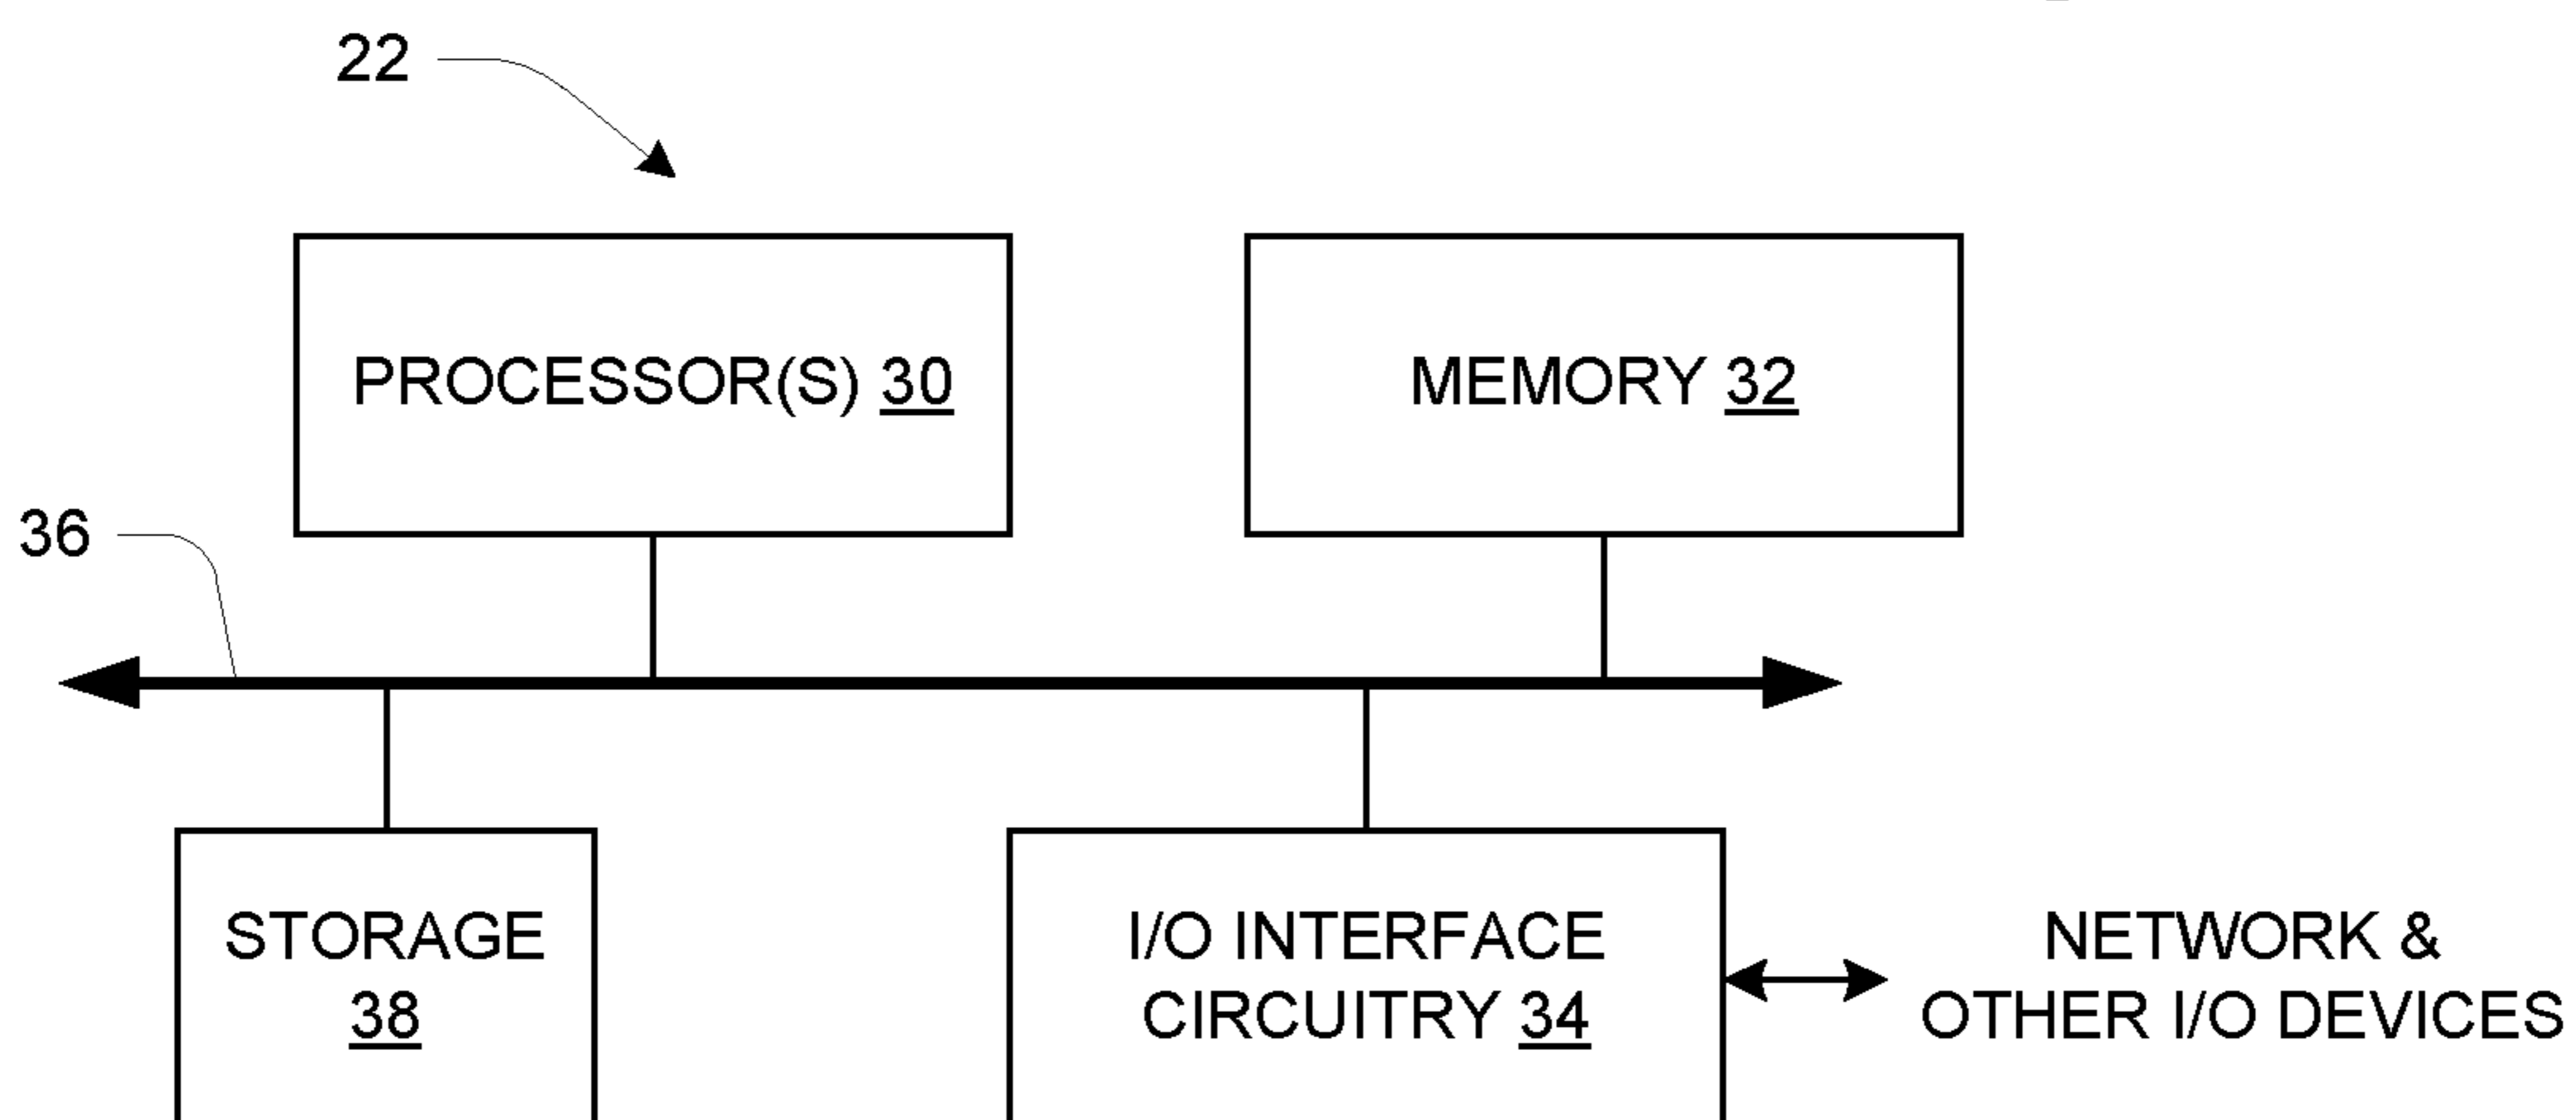 22
PROCESSOR(S) 30
MEMORY 32
36
STORAGE
38
I/O INTERFACE
CIRCUITRY 34
NETWORK &
OTHER I/O DEVICES